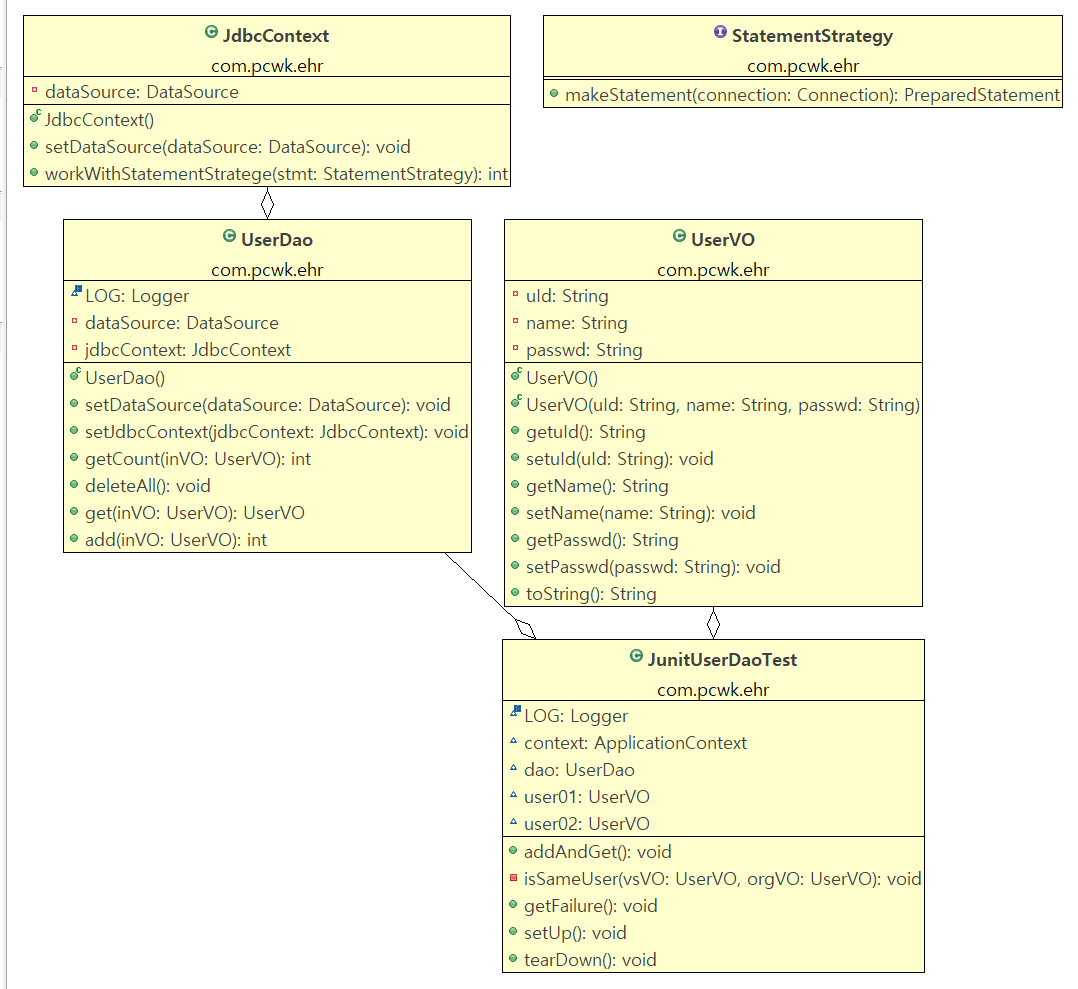 JdbcContext
com.pcwk.ehr
dataSource: DataSource
JdbcContext()
setDataSource(dataSource: DataSource): void
workWithStatementStratege(stmt: StatementStrategy): int
StatementStrategy
com.pcwk.ehr
makeStatement(connection: Connection): PreparedStatement
UserDao
com.pcwk.ehr
LOG: Logger
dataSource: DataSource
jdbcContext: JdbcContext
UserDao()
setDataSource(dataSource: DataSource): void
setJdbcContext(jdbcContext: JdbcContext): void
getCount(inVO: UserVO): int
deleteAll(): void
get(inVO: UserVO): UserVO
add(inVO: UserVO): int
UserVO
com.pcwk.ehr
uId: String
name: String
passwd: String
UserVO()
UserVO(uId: String, name: String, passwd: String)
getuId(): String
setuId(uId: String): void
getName(): String
setName(name: String): void
getPasswd(): String
setPasswd(passwd: String): void
toString(): String
JunitUserDaoTest
com.pcwk.ehr
LOG: Logger
context: ApplicationContext
dao: UserDao
user01: UserVO
user02: UserVO
addAndGet(): void
isSameUser(vsVO: UserVO, orgVO: UserVO): void
getFailure(): void
setUp(): void
tearDown(): void